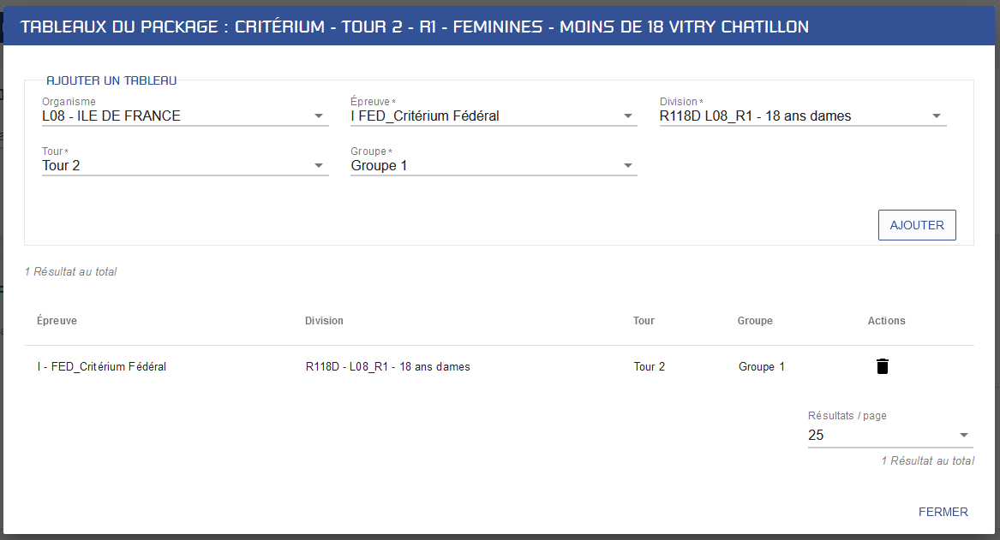 TABLEAUX DU PACKAGE : CRITÉRIUM - TOUR 2 - R1 - FEMININES - MOINS DE 18 VITRY CHATILLON
AJOUTER UN TABLEAU
Organisme Épreuve * Division *
L08 - ILE DE FRANCE I FED_Critérium Fédéral R118D L08_R1 - 18 ans dames
Tour * Groupe *
Tour 2 Groupe 1
AJOUTER
1 Résultat au total
Épreuve Division Tour Groupe Actions
I - FED_Critérium Fédéral R118D - L08_R1 - 18 ans dames Tour 2 Groupe 1
Résultats / page
25
1 Résultat au total
FERMER